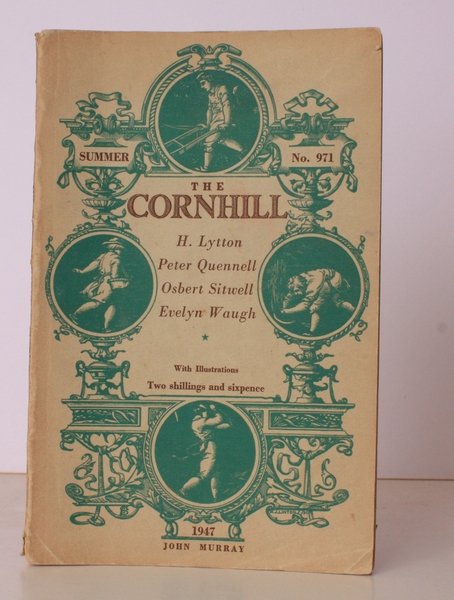 SUMMER No. 971
THE
CORNHILL
H. Lytton
Peter Quennell
Osbert Sitwell
Evelyn Waugh
With Illustrations
Two shillings and sixpence
1947
JOHN MURRAY